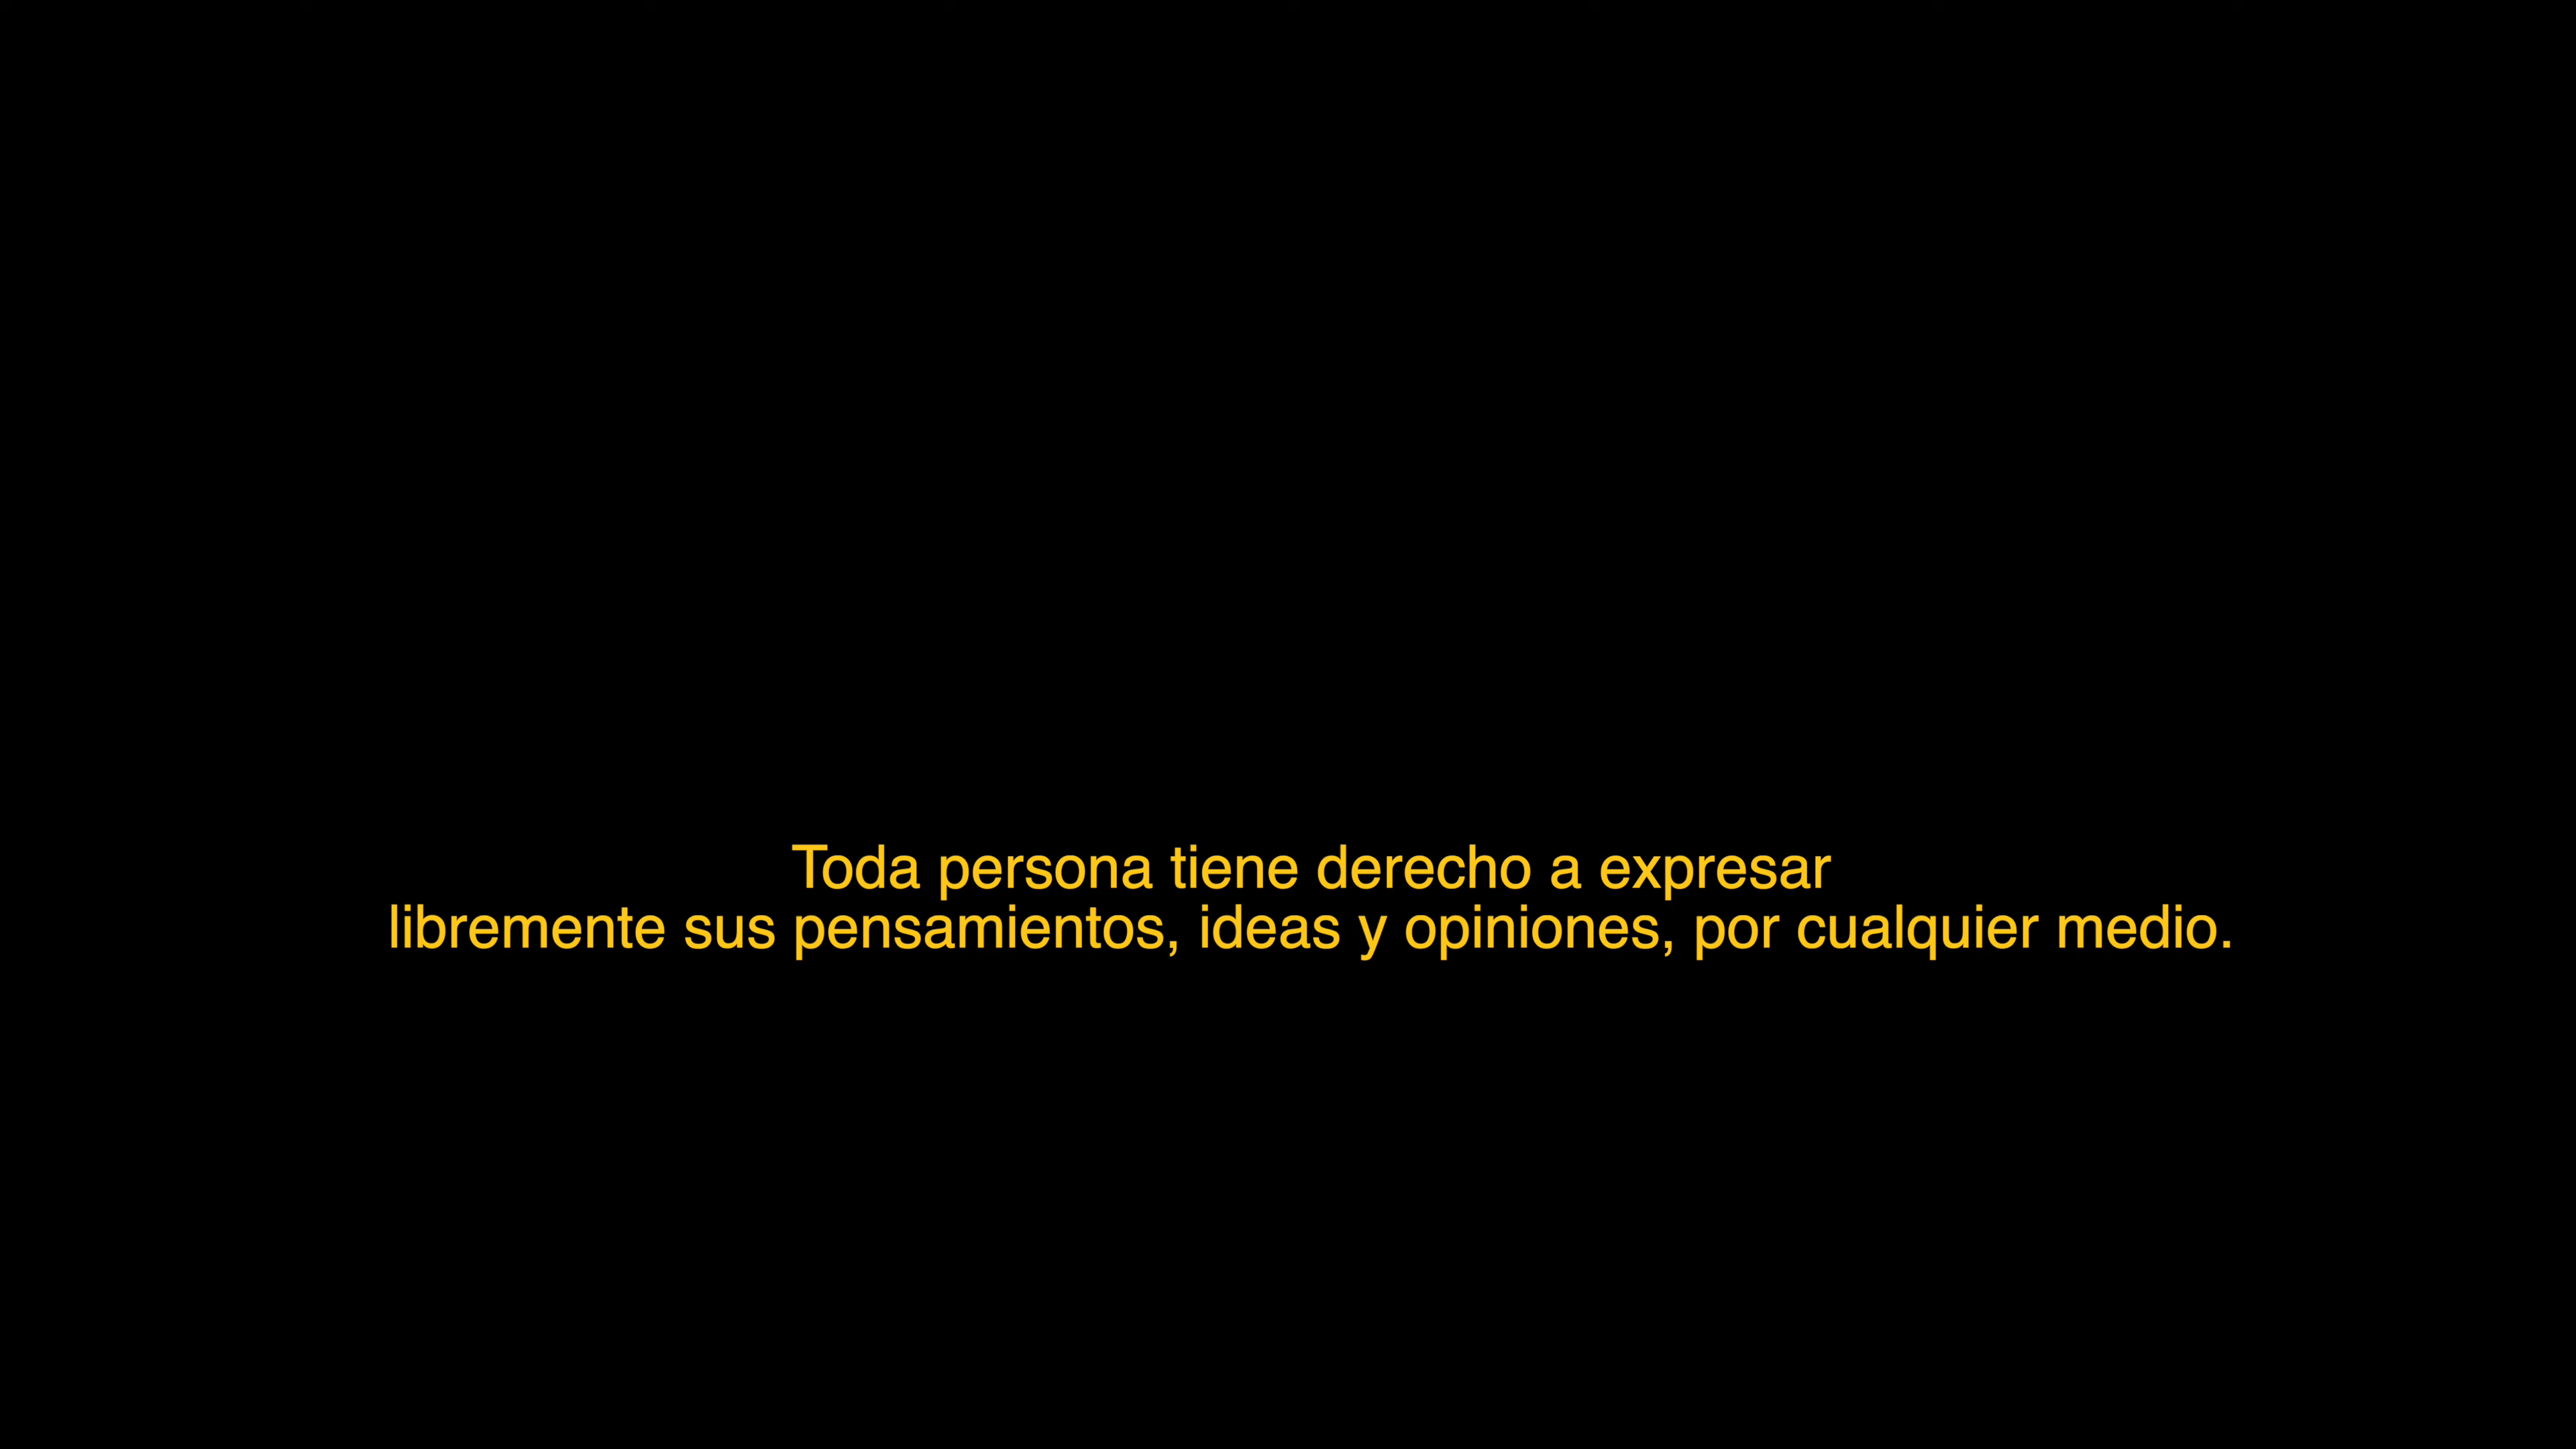 Toda persona tiene derecho a expresar
libremente sus pensamientos, ideas y opiniones, por cualquier medio.